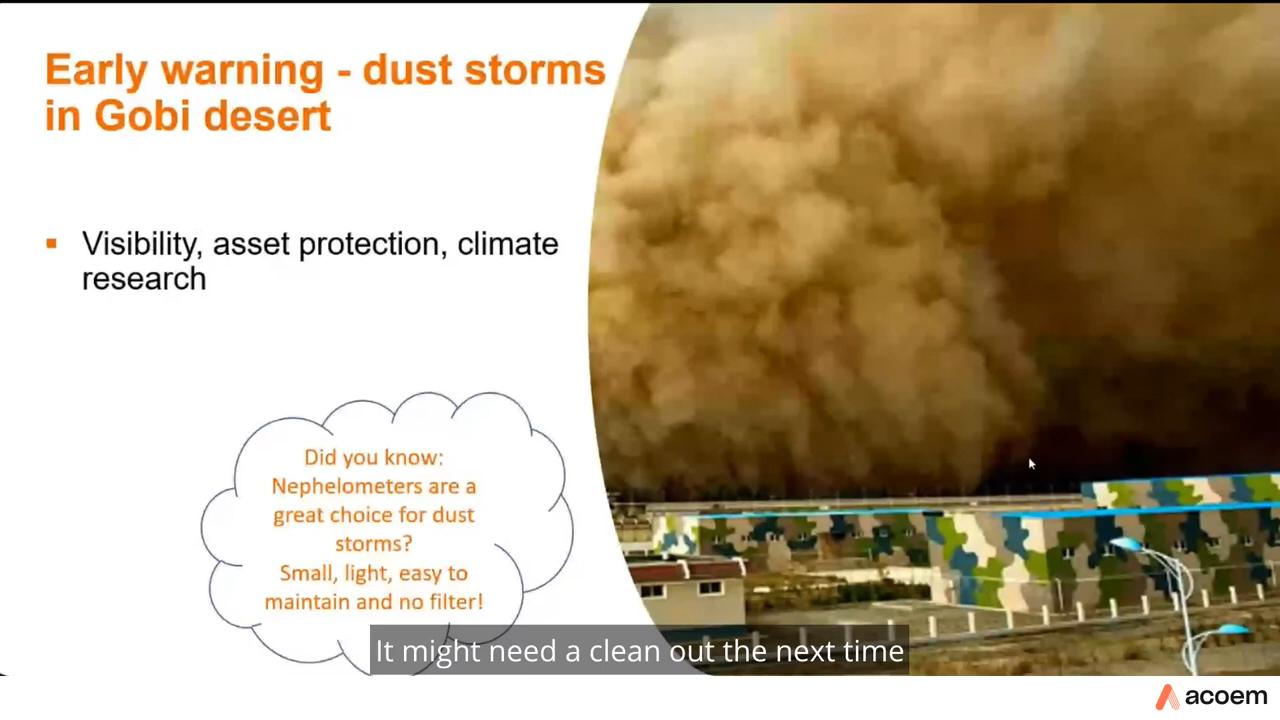 Early warning - dust storms
in Gobi desert
▪ Visibility, asset protection, climate
research
Did you know:
Nephelometers are a
great choice for dust
storms?
Small, light, easy to
maintain and no filter!
It might need a clean out the next time
acoem